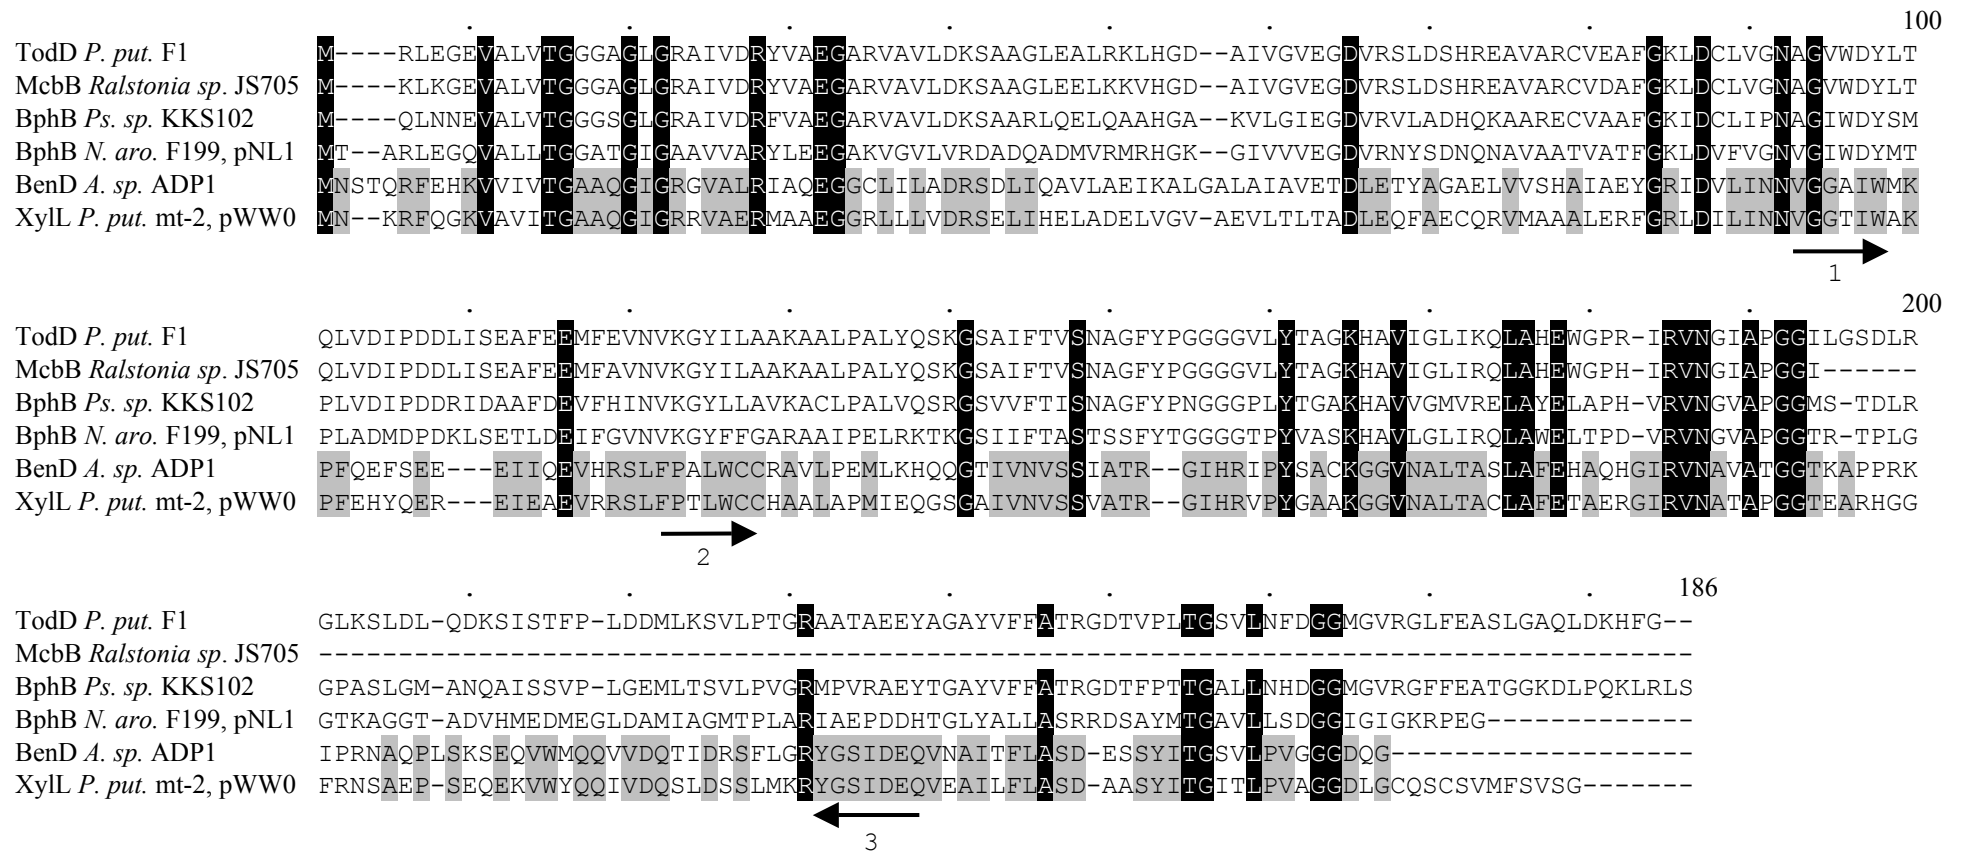 . . . . . . . . . 100
TodD P. put. F1 M----RLEGEVALVTGGGAGLGRAIVDRYVAEGARVAVLDKSAAGLEALRKLHGD--AIVGVEGDVRSLDSHREAVARCVEAFGKLDCLVGNAGVWDYLT
McbB Ralstonia sp. JS705 M----KLKGEVALVTGGGAGLGRAIVDRYVAEGARVAVLDKSAAGLEELKKVHGD--AIVGVEGDVRSLDSHREAVARCVDAFGKLDCLVGNAGVWDYLT
BphB Ps. sp. KKS102 M----QLNNEVALVTGGGSGLGRAIVDRFVAEGARVAVLDKSAARLQELQAAHGA--KVLGIEGDVRVLADHQKAARECVAAFGKIDCLIPNAGIWDYSM
BphB N. aro. F199, pNL1 MT--ARLEGQVALLTGGATGIGAAVVARYLEEGAKVGVLVRDADQADMVRMRHGK--GIVVVEGDVRNYSDNQNAVAATVATFGKLDVFVGNVGIWDYMT
BenD A. sp. ADP1 MNSTQRFEHKVVIVTGAAQGIGRGVALRIAQEGGCLILADRSDLIQAVLAEIKALGALAIAVETDLETYAGAELVVSHAIAEYGRIDVLINNVGGAIWMK
XylL P. put. mt-2, pWW0 MN--KRFQGKVAVITGAAQGIGRRVAERMAAEGGRLLLVDRSELIHELADELVGV-AEVLTLTADLEQFAECQRVMAAALERFGRLDILINNVGGTIWAK
1
. . . . . . . . . 200
TodD P. put. F1 QLVDIPDDLISEAFEEMFEVNVKGYILAAKAALPALYQSKGSAIFTVSNAGFYPGGGGVLYTAGKHAVIGLIKQLAHEWGPR-IRVNGIAPGGILGSDLR
McbB Ralstonia sp. JS705 QLVDIPDDLISEAFEEMFAVNVKGYILAAKAALPALYQSKGSAIFTVSNAGFYPGGGGVLYTAGKHAVIGLIRQLAHEWGPH-IRVNGIAPGGI------
BphB Ps. sp. KKS102 PLVDIPDDRIDAAFDEVFHINVKGYLLAVKACLPALVQSRGSVVFTISNAGFYPNGGGPLYTGAKHAVVGMVRELAYELAPH-VRVNGVAPGGMS-TDLR
BphB N. aro. F199, pNL1 PLADMDPDKLSETLDEIFGVNVKGYFFGARAAIPELRKTKGSIIFTASTSSFYTGGGGTPYVASKHAVLGLIRQLAWELTPD-VRVNGVAPGGTR-TPLG
BenD A. sp. ADP1 PFQEFSEE---EIIQEVHRSLFPALWCCRAVLPEMLKHQQGTIVNVSSIATR--GIHRIPYSACKGGVNALTASLAFEHAQHGIRVNAVATGGTKAPPRK
XylL P. put. mt-2, pWW0 PFEHYQER---EIEAEVRRSLFPTLWCCHAALAPMIEQGSGAIVNVSSVATR--GIHRVPYGAAKGGVNALTACLAFETAERGIRVNATAPGGTEARHGG
2
. . . . . . . . . 186
TodD P. put. F1 GLKSLDL-QDKSISTFP-LDDMLKSVLPTGRAATAEEYAGAYVFFATRGDTVPLTGSVLNFDGGMGVRGLFEASLGAQLDKHFG--
McbB Ralstonia sp. JS705 --------------------------------------------------------------------------------------
BphB Ps. sp. KKS102 GPASLGM-ANQAISSVP-LGEMLTSVLPVGRMPVRAEYTGAYVFFATRGDTFPTTGALLNHDGGMGVRGFFEATGGKDLPQKLRLS
BphB N. aro. F199, pNL1 GTKAGGT-ADVHMEDMEGLDAMIAGMTPLARIAEPDDHTGLYALLASRRDSAYMTGAVLLSDGGIGIGKRPEG-------------
BenD A. sp. ADP1 IPRNAQPLSKSEQVWMQQVVDQTIDRSFLGRYGSIDEQVNAITFLASD-ESSYITGSVLPVGGGDQG-------------------
XylL P. put. mt-2, pWW0 FRNSAEP-SEQEKVWYQQIVDQSLDSSLMKRYGSIDEQVEAILFLASD-AASYITGITLPVAGGDLGCQSCSVMFSVSG-------
3